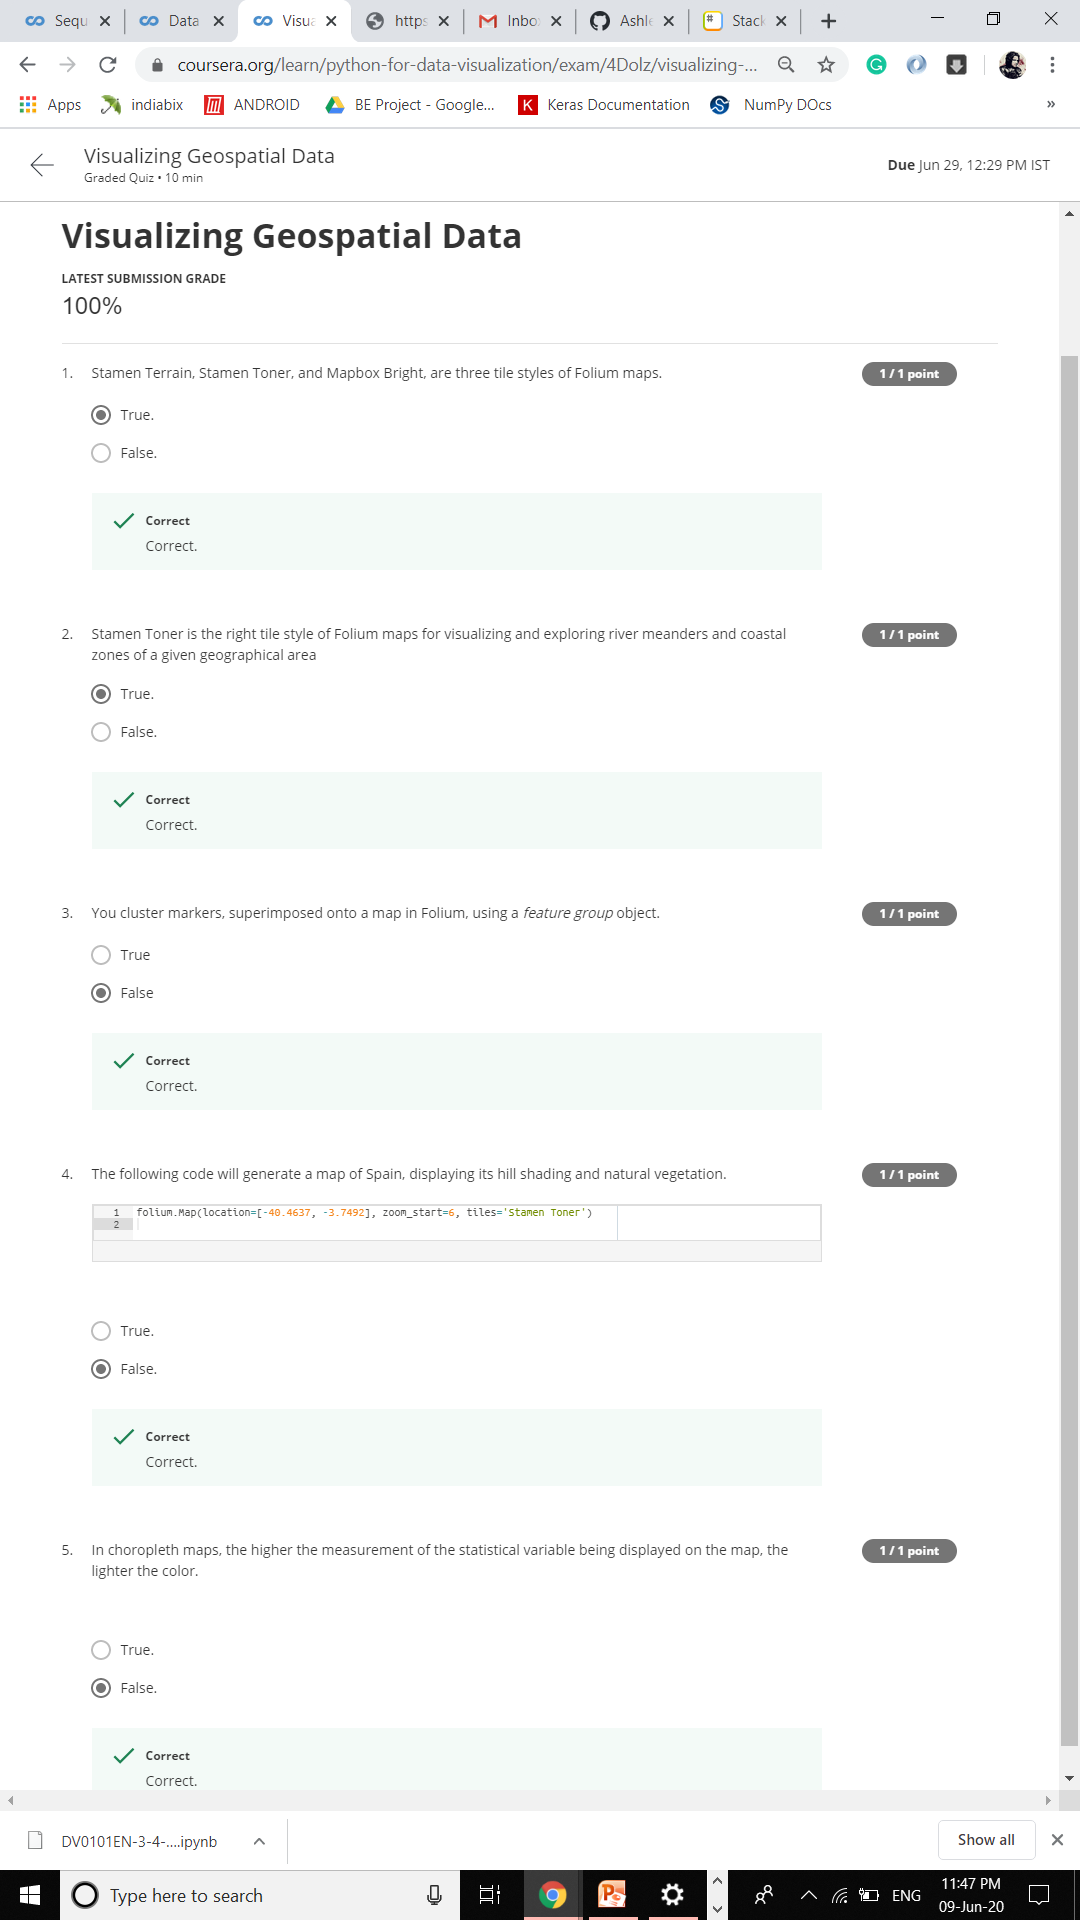 Sequ
Data
Visua
https
Inbo
Ashle
Stack
coursera.org/learn/python-for-data-visualization/exam/4Dolz/visualizing-...
Apps
indiabix
ANDROID
BE Project - Google...
K
Keras Documentation
NumPy DOcs
»
Visualizing Geospatial Data
Graded Quiz • 10 min
Due Jun 29, 12:29 PM IST
Visualizing Geospatial Data
LATEST SUBMISSION GRADE
100%
1. Stamen Terrain, Stamen Toner, and Mapbox Bright, are three tile styles of Folium maps.
1 / 1 point
True.
False.
Correct
Correct.
2. Stamen Toner is the right tile style of Folium maps for visualizing and exploring river meanders and coastal
zones of a given geographical area
1 / 1 point
True.
False.
Correct
Correct.
3. You cluster markers, superimposed onto a map in Folium, using a feature group object.
1 / 1 point
True
False
Correct
Correct.
4. The following code will generate a map of Spain, displaying its hill shading and natural vegetation.
1 / 1 point
1 folium.Map(location=[-40.4637, -3.7492], zoom_start=6, tiles='Stamen Toner')
2
True.
False.
Correct
Correct.
5. In choropleth maps, the higher the measurement of the statistical variable being displayed on the map, the
lighter the color.
1 / 1 point
True.
False.
Correct
Correct.
DV0101EN-3-4-....ipynb
Show all
Type here to search
ENG
11:47 PM
09-Jun-20